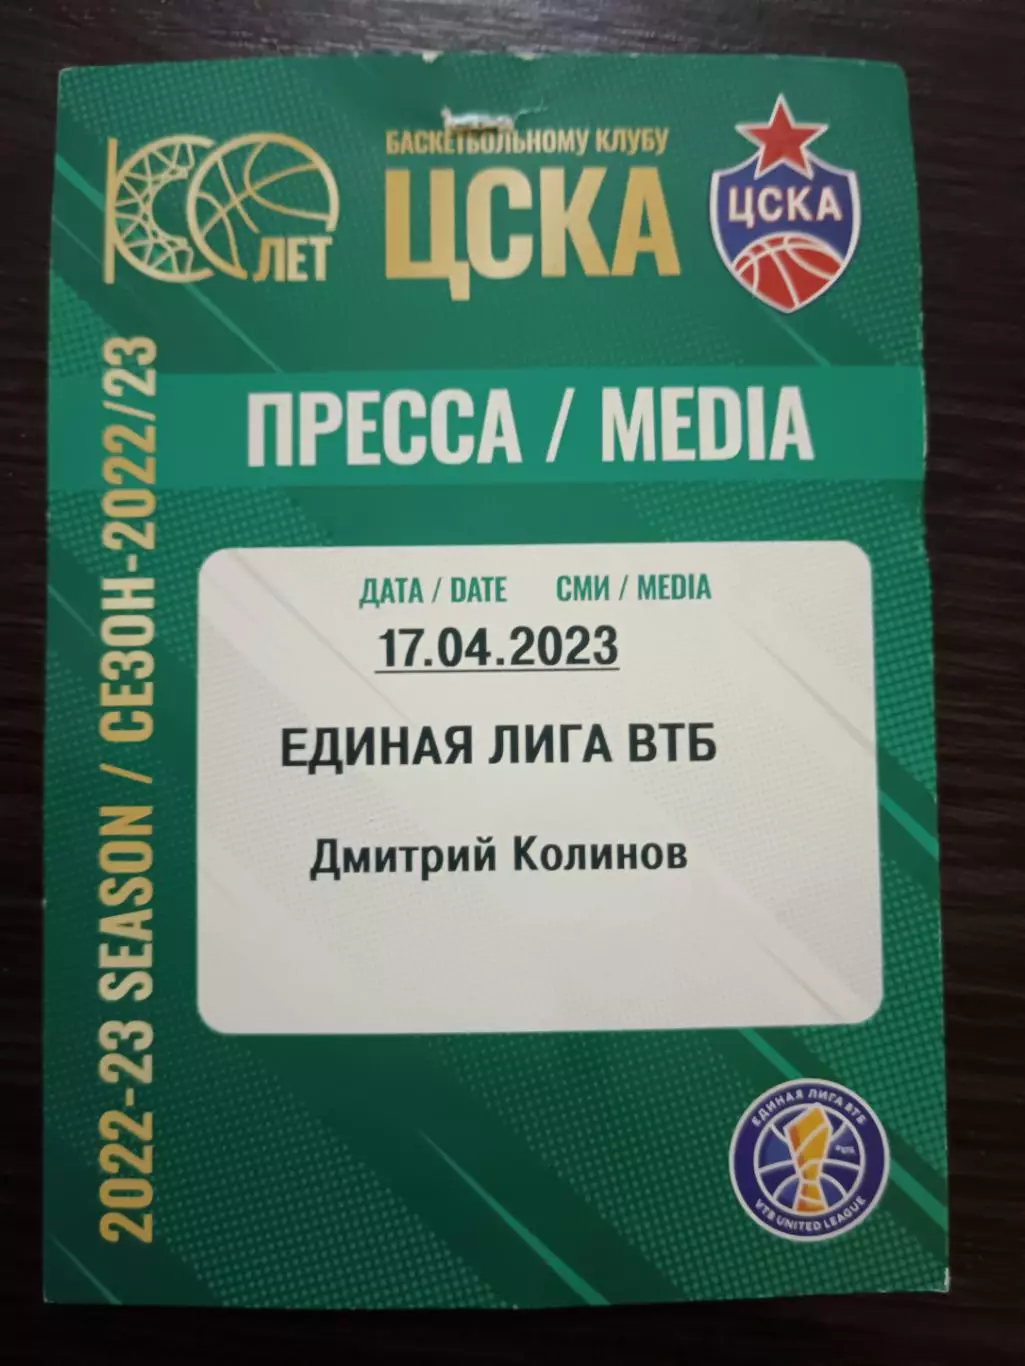 100 ЛЕТ
БАСКЕТБОЛЬНОМУ КЛУБУ
ЦСКА
ЦСКА
ПРЕССА / MEDIA
2022-23 SEASON / СЕЗОН-2022/23
ДАТА / DATE СМИ / MEDIA
17.04.2023
ЕДИНАЯ ЛИГА ВТБ
Дмитрий Колинов
ЕДИНАЯ ЛИГА ВТБ
VTB UNITED LEAGUE